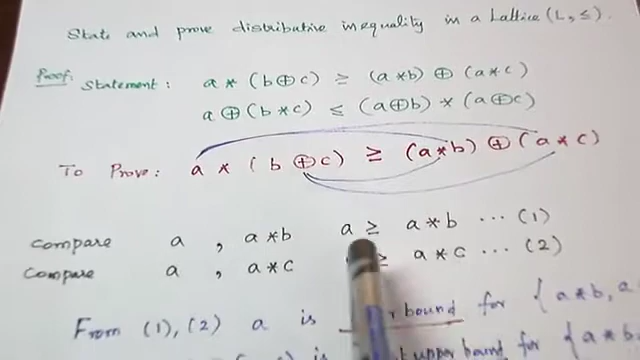 State and prove distributive inequality in a Lattice (L, ≤).
Proof: Statement: a * (b ⊕ c) ≥ (a * b) ⊕ (a * c)
a ⊕ (b * c) ≤ (a ⊕ b) * (a ⊕ c)
To Prove: a * (b ⊕ c) ≥ (a * b) ⊕ (a * c)
compare a , a * b a ≥ a * b ... (1)
Compare a , a * c ≥ a * c ... (2)
From (1), (2) a is bound for { a * b, a
is upper bound for { a * b,